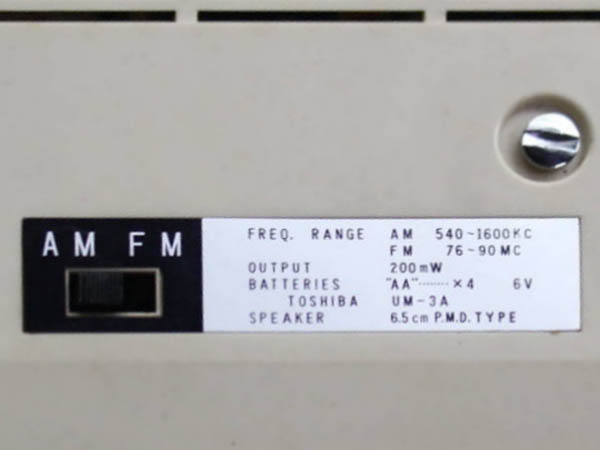 AM FM
FREQ. RANGE AM 540~1600KC
FM 76~90MC
OUTPUT 200mW
BATTERIES "AA"········×4 6V
TOSHIBA UM-3A
SPEAKER 6.5cm P.M.D. TYPE